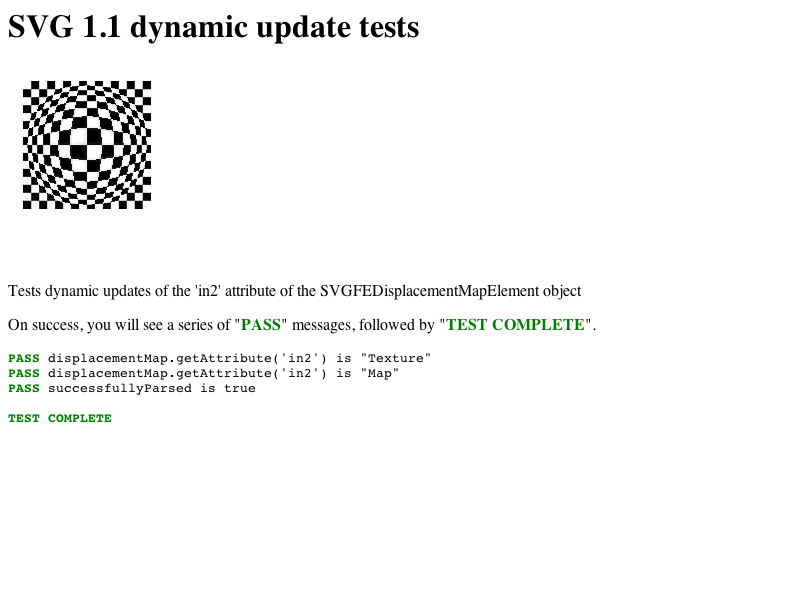 SVG 1.1 dynamic update tests
Tests dynamic updates of the 'in2' attribute of the SVGFEDisplacementMapElement object
On success, you will see a series of "PASS" messages, followed by "TEST COMPLETE".
PASS displacementMap.getAttribute('in2') is "Texture"
PASS displacementMap.getAttribute('in2') is "Map"
PASS successfullyParsed is true
TEST COMPLETE